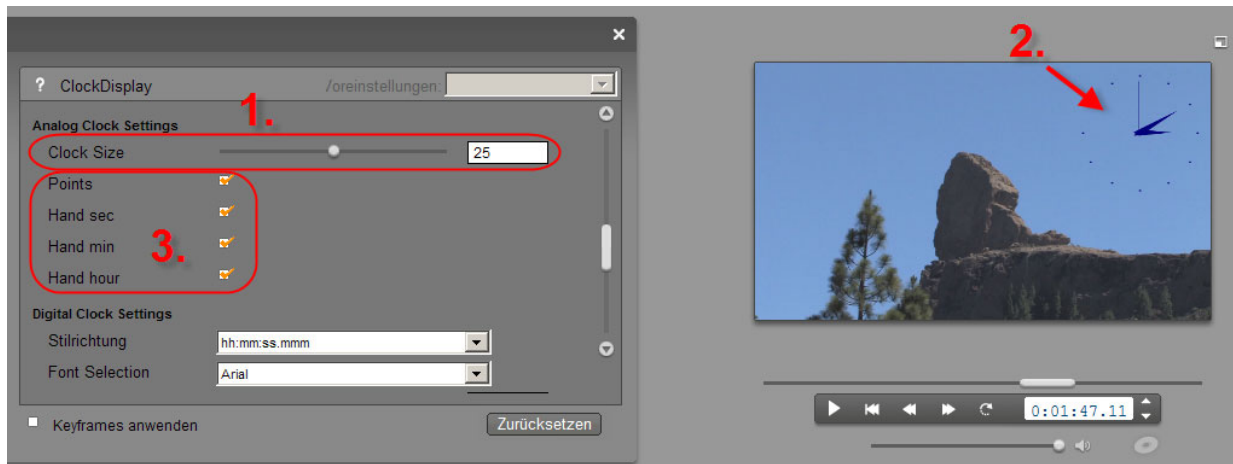 2.
? ClockDisplay /oreinstellungen:
1.
Analog Clock Settings
Clock Size 25
Points
Hand sec
Hand min
3.
Hand hour
Digital Clock Settings
Stilrichtung hh:mm:ss.mmm
Font Selection Arial
Keyframes anwenden Zurücksetzen
0:01:47.11